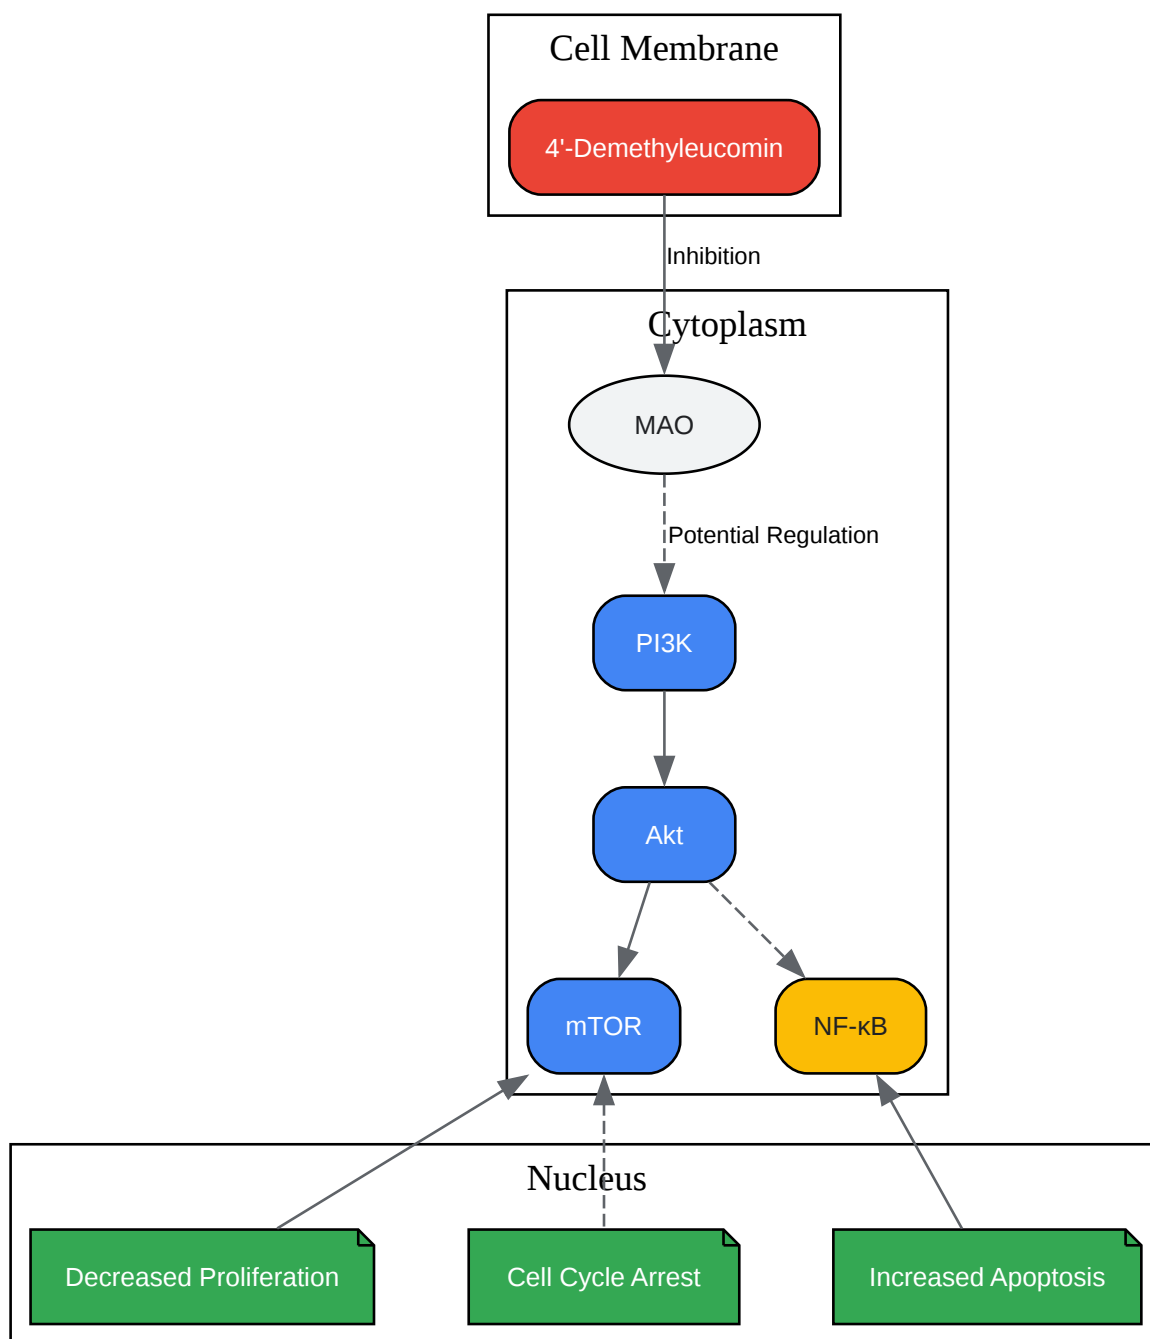 Cell Membrane
4'-Demethyleucomin
Inhibition
Cytoplasm
MAO
Potential Regulation
PI3K
Akt
mTOR
NF-κB
Nucleus
Decreased Proliferation
Cell Cycle Arrest
Increased Apoptosis